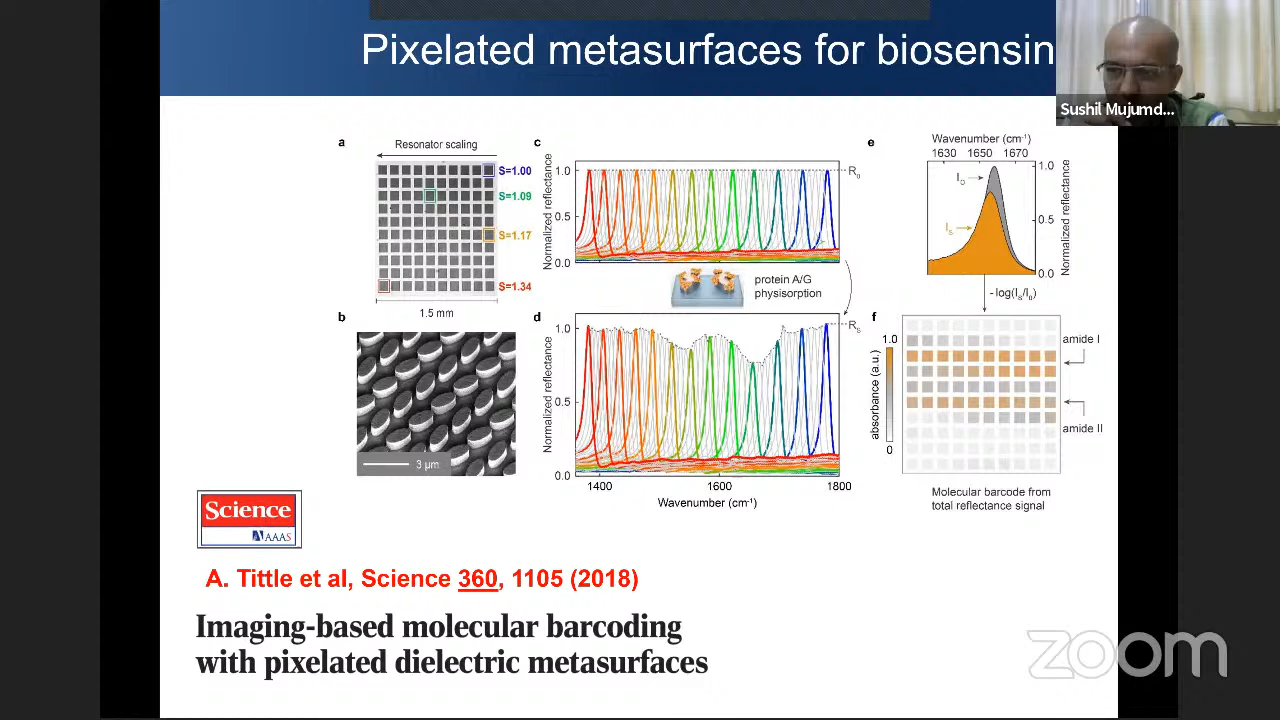 Pixelated metasurfaces for biosensin
Sushil Mujumd...
a
Resonator scaling
S=1.00
S=1.09
S=1.17
S=1.34
1.5 mm
b
3 µm
c
Normalized reflectance
1.0
0.5
0.0
R₀
protein A/G
physisorption
d
Normalized reflectance
1.0
0.5
0.0
Rₛ
1400
1600
1800
Wavenumber (cm⁻¹)
e
Wavenumber (cm⁻¹)
1630
1650
1670
I₀
Iₛ
1.0
0.5
0.0
Normalized reflectance
- log(Iₛ/I₀)
f
1.0
absorbance (a.u.)
0
amide I
amide II
Molecular barcode from
total reflectance signal
Science
AAAS
A. Tittle et al, Science 360, 1105 (2018)
Imaging-based molecular barcoding
with pixelated dielectric metasurfaces
zoom